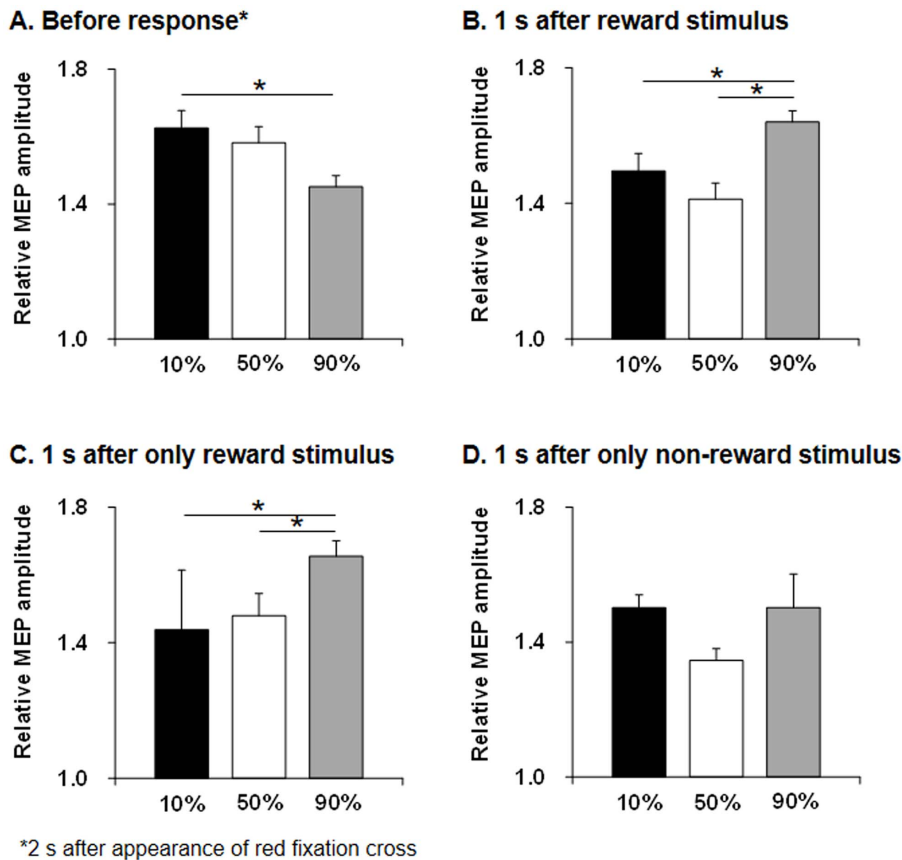 A. Before response*
Relative MEP amplitude
1.8
1.4
1.0
*
10% 50% 90%
B. 1 s after reward stimulus
Relative MEP amplitude
1.8
1.4
1.0
*
*
10% 50% 90%
C. 1 s after only reward stimulus
Relative MEP amplitude
1.8
1.4
1.0
*
*
10% 50% 90%
D. 1 s after only non-reward stimulus
Relative MEP amplitude
1.8
1.4
1.0
10% 50% 90%
*2 s after appearance of red fixation cross